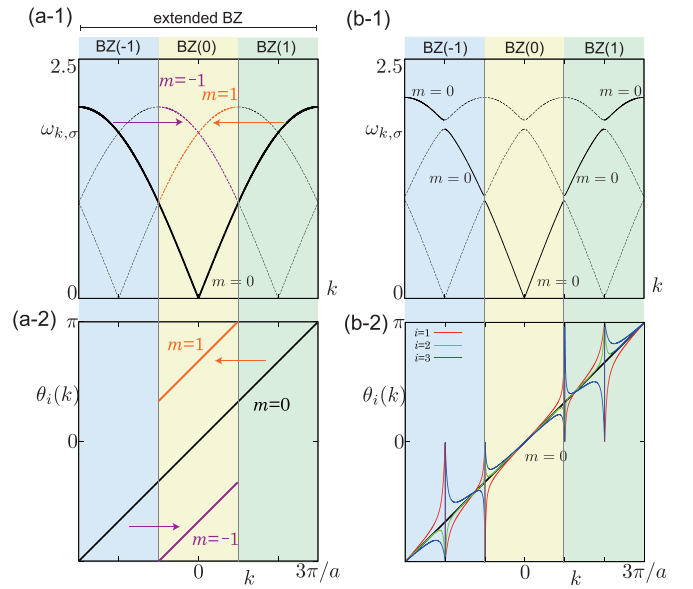 (a-1)
extended BZ
BZ(-1) BZ(0) BZ(1)
2.5
ω_{k,σ}
0
m=-1
m=1
m = 0
k
(b-1)
BZ(-1) BZ(0) BZ(1)
2.5
ω_{k,σ}
0
m = 0
m = 0
m = 0
m = 0
m = 0
k
(a-2)
π
θ_i(k)
0
m=1
m=0
m=-1
0
k
3π/a
(b-2)
π
θ_i(k)
0
i=1
i=2
i=3
m = 0
0
k
3π/a